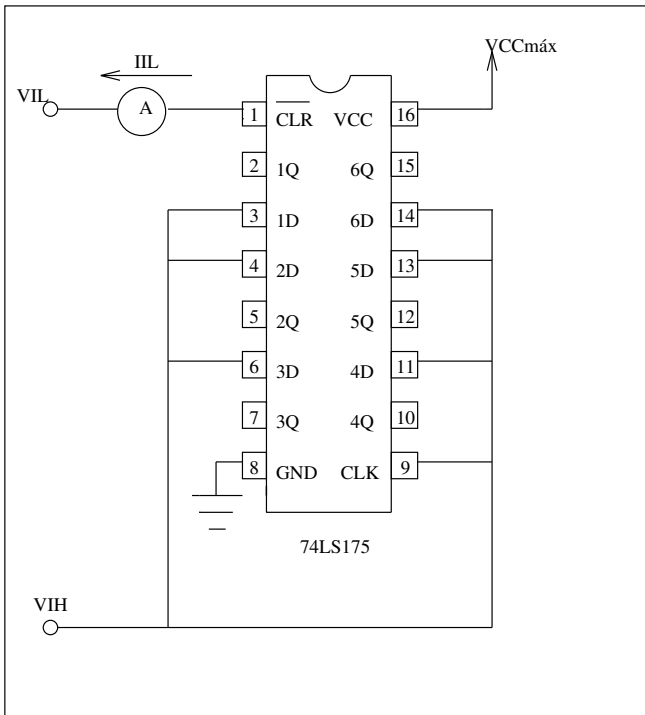 IIL
VCCmáx
VIL
A
1 CLR VCC 16
2 1Q 6Q 15
3 1D 6D 14
4 2D 5D 13
5 2Q 5Q 12
6 3D 4D 11
7 3Q 4Q 10
8 GND CLK 9
74LS175
VIH